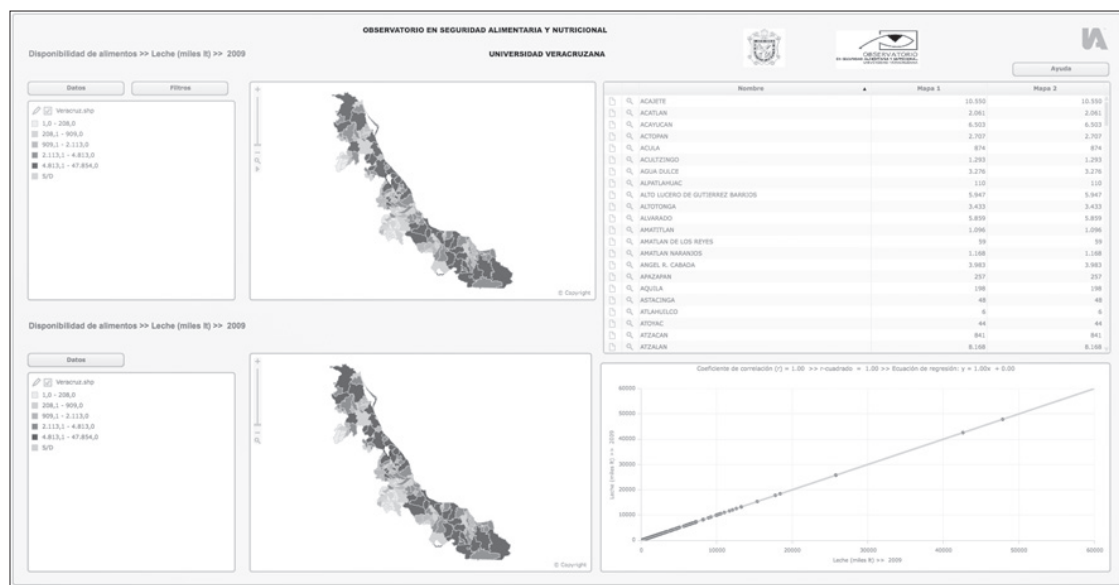 OBSERVATORIO EN SEGURIDAD ALIMENTARIA Y NUTRICIONAL
Disponibilidad de alimentos >> Leche (miles lt) >> 2009
UNIVERSIDAD VERACRUZANA
OBSERVATORIO
Ayuda
Datos
Filtros
Veracruz.shp
1,0 - 208,0
208,1 - 909,0
909,1 - 2.113,0
2.113,1 - 4.813,0
4.813,1 - 47.854,0
S/D
© Copyright
Nombre Mapa 1 Mapa 2
ACAJETE 10.550 10.550
ACATLAN 2.061 2.061
ACAYUCAN 6.503 6.503
ACTOPAN 2.707 2.707
ACULA 874 874
ACULTZINGO 1.293 1.293
AGUA DULCE 3.276 3.276
ALPATLAHUAC 110 110
ALTO LUCERO DE GUTIERREZ BARRIOS 5.947 5.947
ALTOTONGA 3.433 3.433
ALVARADO 5.859 5.859
AMATITLAN 1.096 1.096
AMATLAN DE LOS REYES 59 59
AMATLAN NARANJOS 1.168 1.168
ANGEL R. CABADA 3.983 3.983
APAZAPAN 257 257
AQUILA 198 198
ASTACINGA 48 48
ATLAHUILCO 6 6
ATOYAC 44 44
ATZACAN 841 841
ATZALAN 8.168 8.168
Disponibilidad de alimentos >> Leche (miles lt) >> 2009
Datos
Veracruz.shp
1,0 - 208,0
208,1 - 909,0
909,1 - 2.113,0
2.113,1 - 4.813,0
4.813,1 - 47.854,0
S/D
© Copyright
Coeficiente de correlación (r) = 1.00 >> r-cuadrado = 1.00 >> Ecuación de regresión: y = 1.00x + 0.00
Leche (miles lt) >> 2009
60000
50000
40000
30000
20000
10000
0
0 10000 20000 30000 40000 50000 60000
Leche (miles lt) >> 2009